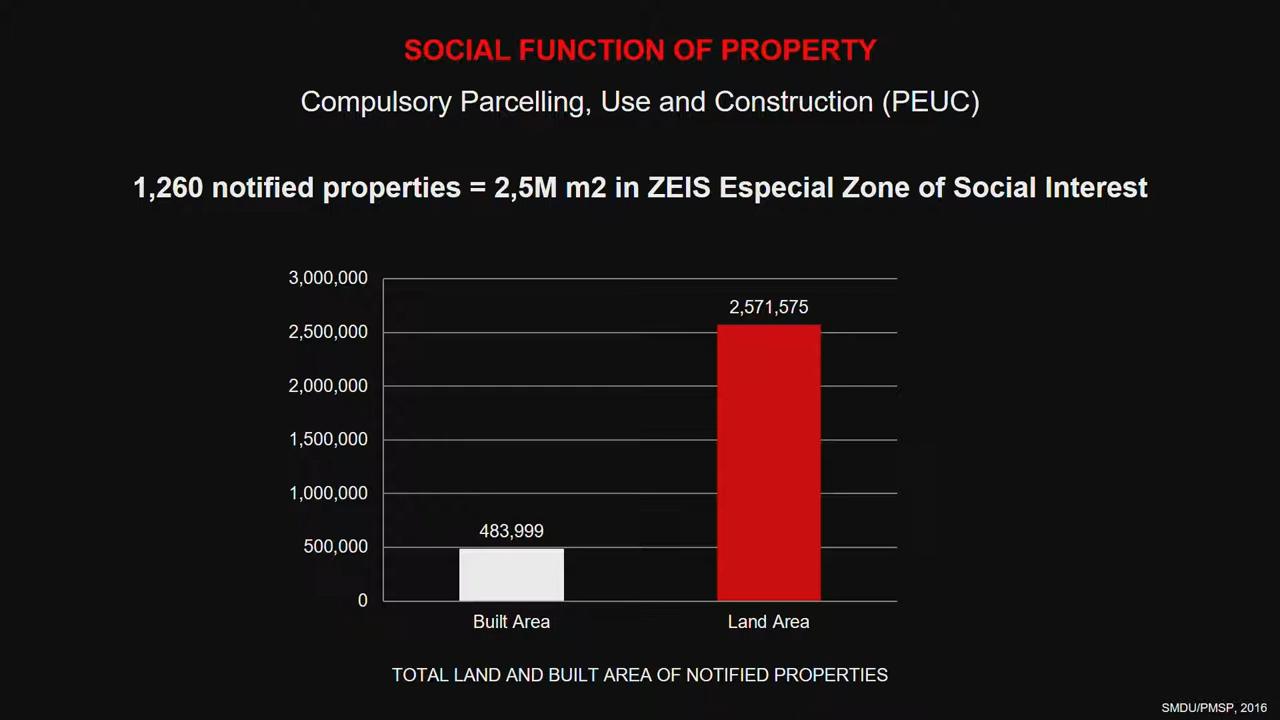 SOCIAL FUNCTION OF PROPERTY
Compulsory Parcelling, Use and Construction (PEUC)
1,260 notified properties = 2,5M m2 in ZEIS Especial Zone of Social Interest
3,000,000
2,571,575
2,500,000
2,000,000
1,500,000
1,000,000
483,999
500,000
0
Built Area
Land Area
TOTAL LAND AND BUILT AREA OF NOTIFIED PROPERTIES
SMDU/PMSP, 2016